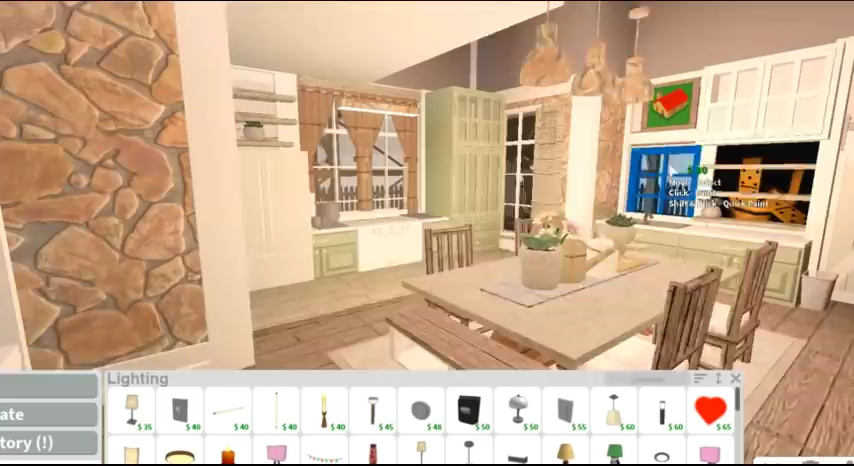 Click -
Shift & Click - Quick Paint
Lighting
$35
$40
$40
$40
$40
$45
$48
$50
$50
$55
$60
$60
$65
ate
tory (!)